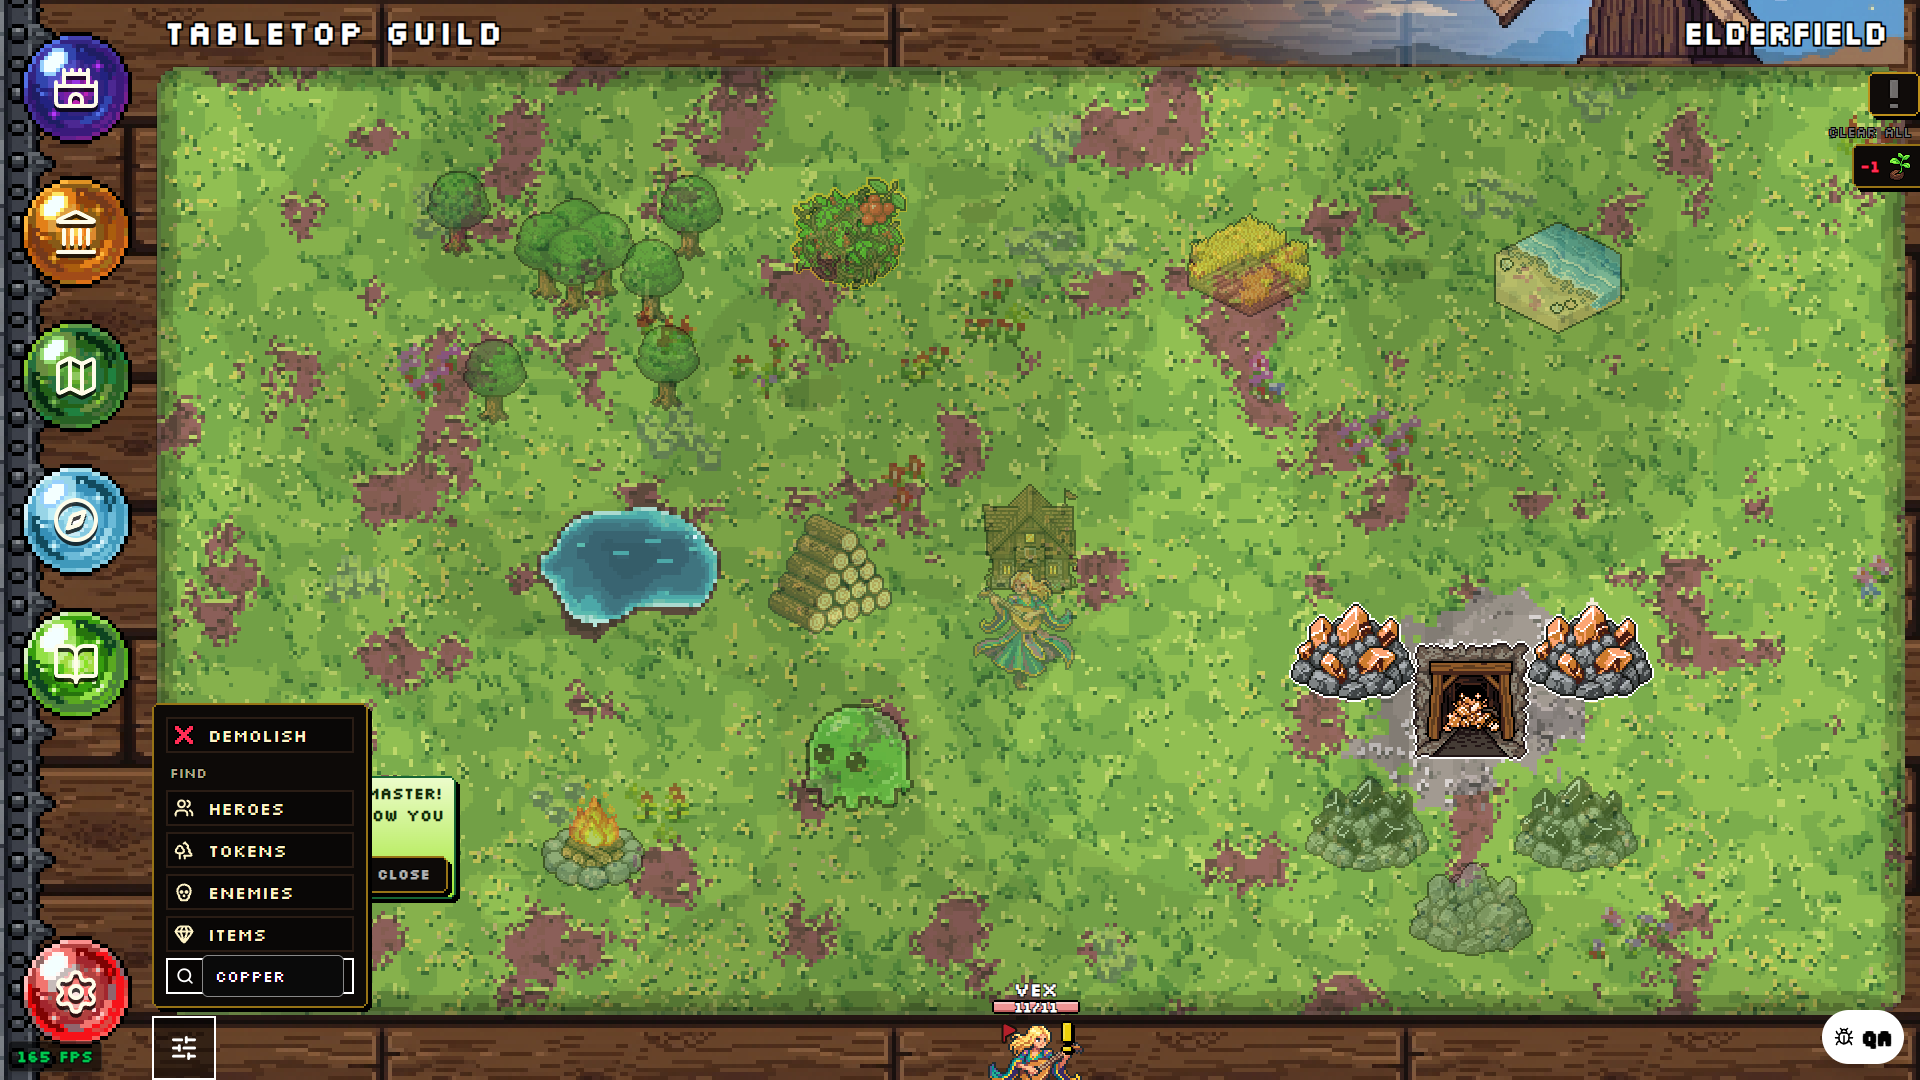 TABLETOP GUILD
ELDERFIELD
CLEAR ALL
-1
DEMOLISH
FIND
HEROES
TOKENS
ENEMIES
ITEMS
COPPER
MASTER!
OW YOU
CLOSE
VEX
11/11
165 FPS
QA